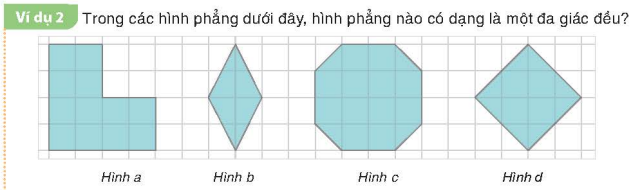 Ví dụ 2 Trong các hình phẳng dưới đây, hình phẳng nào có dạng là một đa giác đều?
Hình a Hình b Hình c Hình d